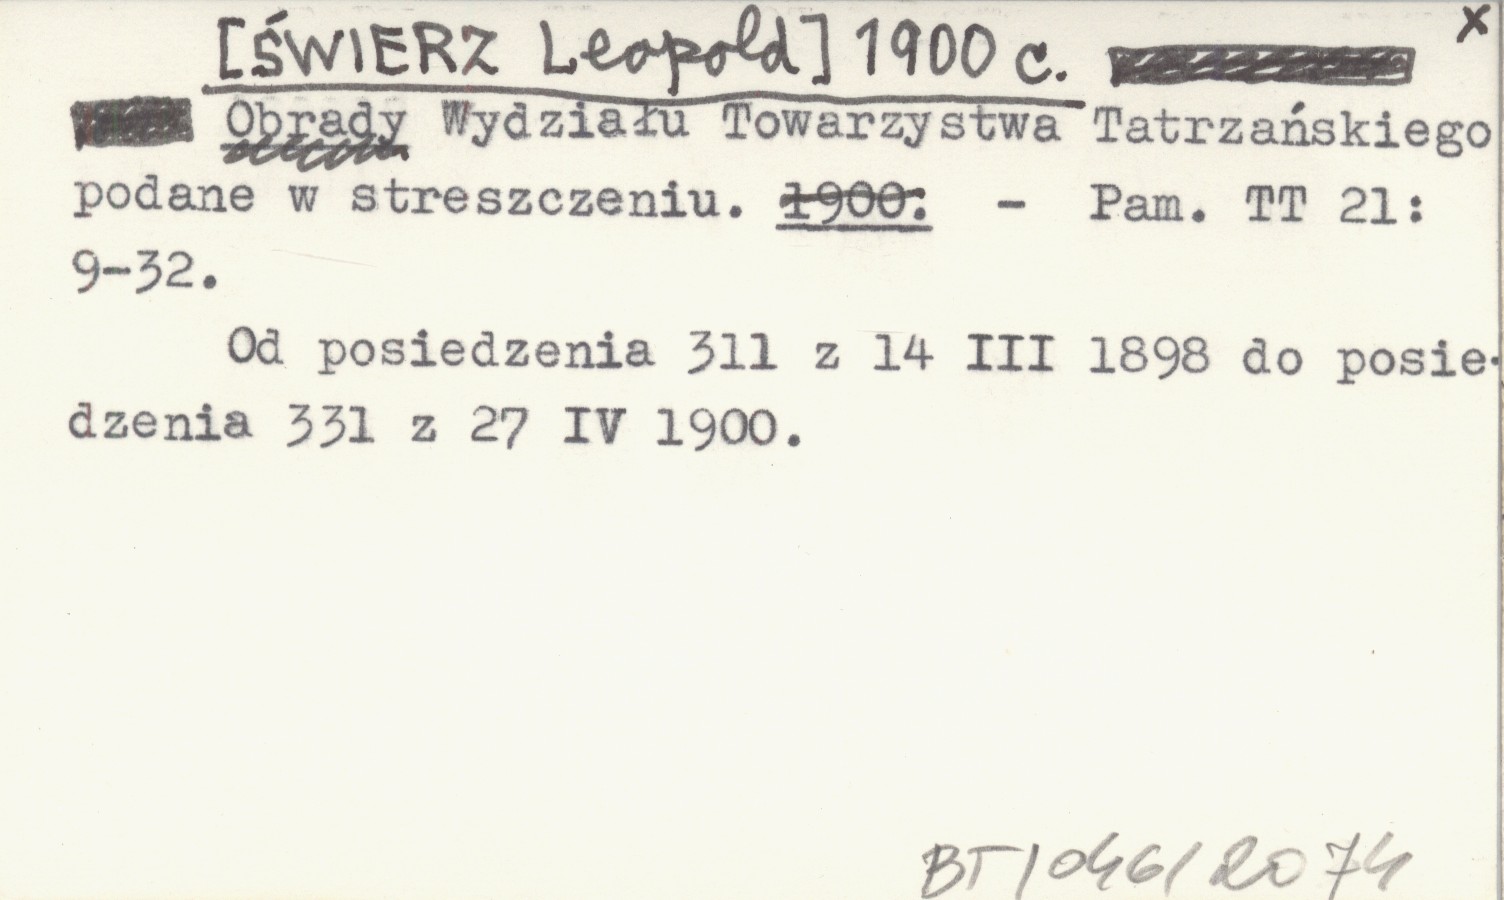 [ŚWIERZ Leopold] 1900 c. x
Obrady Wydziału Towarzystwa Tatrzańskiego
podane w streszczeniu. 1900: - Pam. TT 21:
9-32.
Od posiedzenia 311 z 14 III 1898 do posie-
dzenia 331 z 27 IV 1900.
BT/046/2074